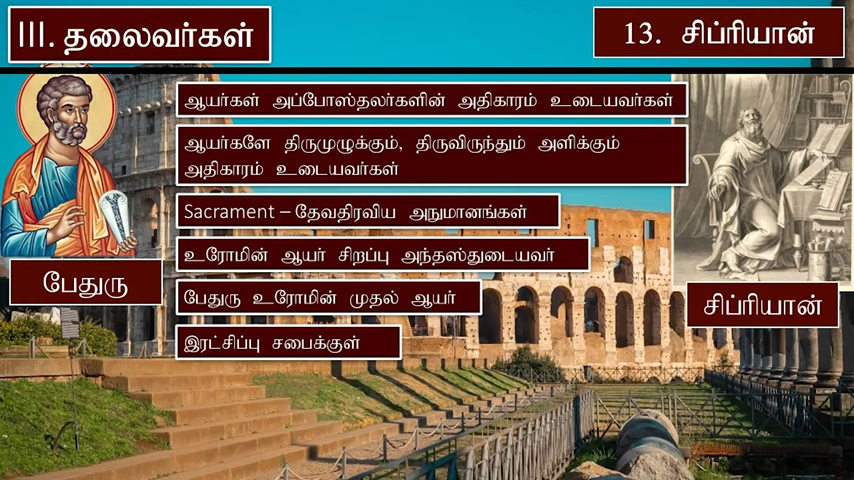 III. தலைவர்கள்
13. சிப்ரியான்
ஆயர்கள் அப்போஸ்தலர்களின் அதிகாரம் உடையவர்கள்
ஆயர்களே திருமுழுக்கும், திருவிருந்தும் அளிக்கும்
அதிகாரம் உடையவர்கள்
Sacrament – தேவதிரவிய அநுமானங்கள்
உரோமின் ஆயர் சிறப்பு அந்தஸ்துடையவர்
பேதுரு உரோமின் முதல் ஆயர்
இரட்சிப்பு சபைக்குள்
பேதுரு
சிப்ரியான்